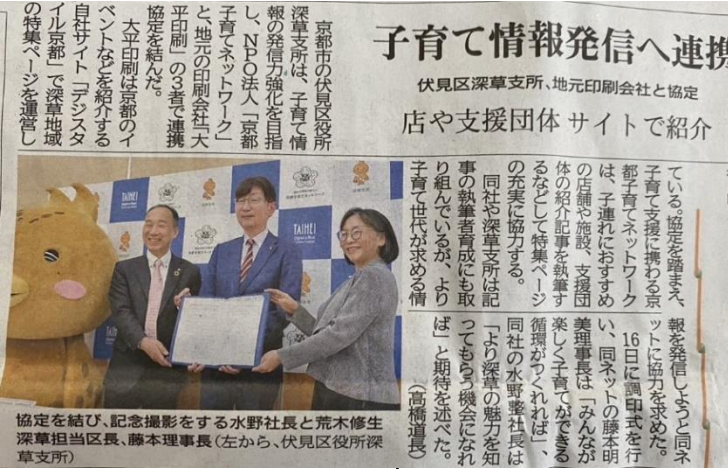 子育て情報発信へ連携
伏見区深草支所、地元印刷会社と協定
店や支援団体 サイトで紹介
京都市の伏見区役所
深草支所は、子育て情
報の発信力強化を目指
し、NPO法人「京都
子育てネットワーク」
と、地元の印刷会社「大
平印刷」の3者で連携
協定を結んだ。
大平印刷は京都のイ
ベントなどを紹介する
自社サイト「デジスタ
イル京都」で深草地域
の特集ページを運営し
ている。協定を踏まえ、
子育て支援に携わる京
都子育てネットワーク
は、子連れにおすすめ
の店舗や施設、支援団
体の紹介記事を執筆す
るなどして特集ページ
の充実に協力する。
同社や深草支所は記
事の執筆者育成にも取
り組んでいるが、より
子育て世代が求める情
報を発信しようと同ネ
ットに協力を求めた。
16日に調印式を行
い、同ネットの藤本明
美理事長は「みんなが
楽しく子育てができる
循環がつくれれば」、
同社の水野整社長は
「より深草の魅力を知
ってもらう機会になれ
ば」と期待を述べた。
(高橋道長)
TAIHEI
TAIHEI
協定を結び、記念撮影をする水野社長と荒木修生
深草担当区長、藤本理事長(左から、伏見区役所深
草支所)